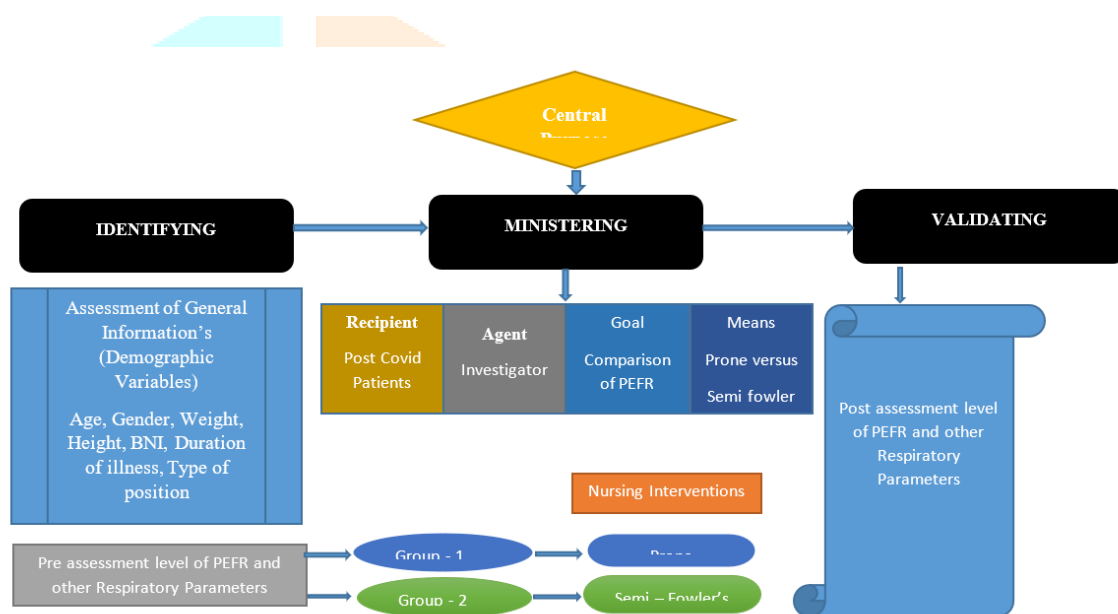 Central
IDENTIFYING
MINISTERING
VALIDATING
Assessment of General
Information's
(Demographic
Variables)
Age, Gender, Weight,
Height, BNI, Duration
of illness, Type of
position
Recipient
Post Covid
Patients
Agent
Investigator
Goal
Comparison
of PEFR
Means
Prone versus
Semi fowler
Post assessment level
of PEFR and other
Respiratory
Parameters
Nursing Interventions
Pre assessment level of PEFR and
other Respiratory Parameters
Group - 1
Prone
Group - 2
Semi – Fowler's